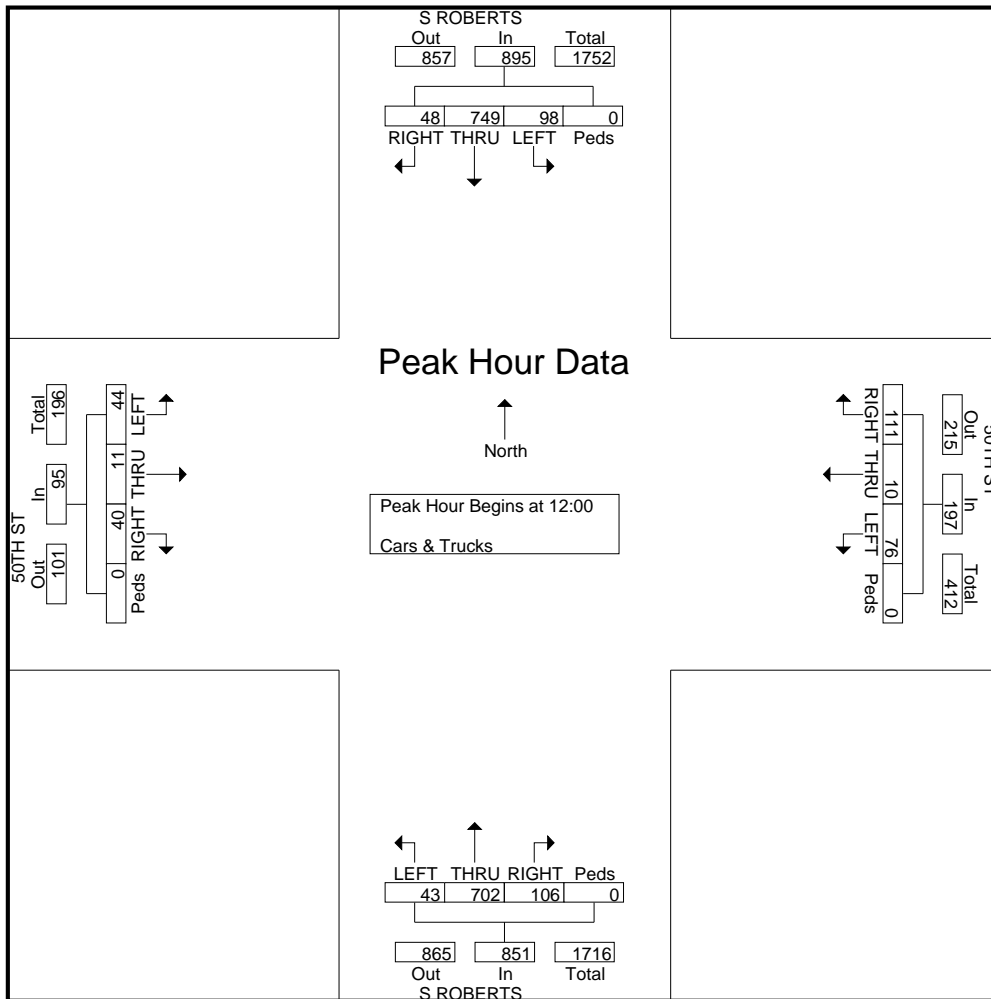 S ROBERTS
Out In Total
857 895 1752
48 749 98 0
RIGHT THRU LEFT Peds
Peak Hour Data
North
Peak Hour Begins at 12:00
Cars & Trucks
50TH ST
Total In Out
196 95 101
44 11 40 0
LEFT THRU RIGHT Peds
50TH ST
Out In Total
215 197 412
111 10 76 0
RIGHT THRU LEFT Peds
LEFT THRU RIGHT Peds
43 702 106 0
865 851 1716
Out In Total
S ROBERTS